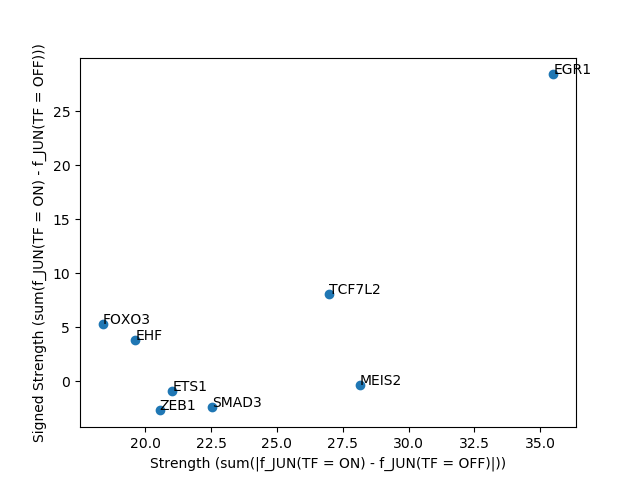 EGR1
25
20
15
TCF7L2
10
FOXO3
5
EHF
MEIS2
0
ETS1
ZEB1
SMAD3
20.0 22.5 25.0 27.5 30.0 32.5 35.0
Strength (sum(|f_JUN(TF = ON) - f_JUN(TF = OFF)|))
Signed Strength (sum(f_JUN(TF = ON) - f_JUN(TF = OFF)))